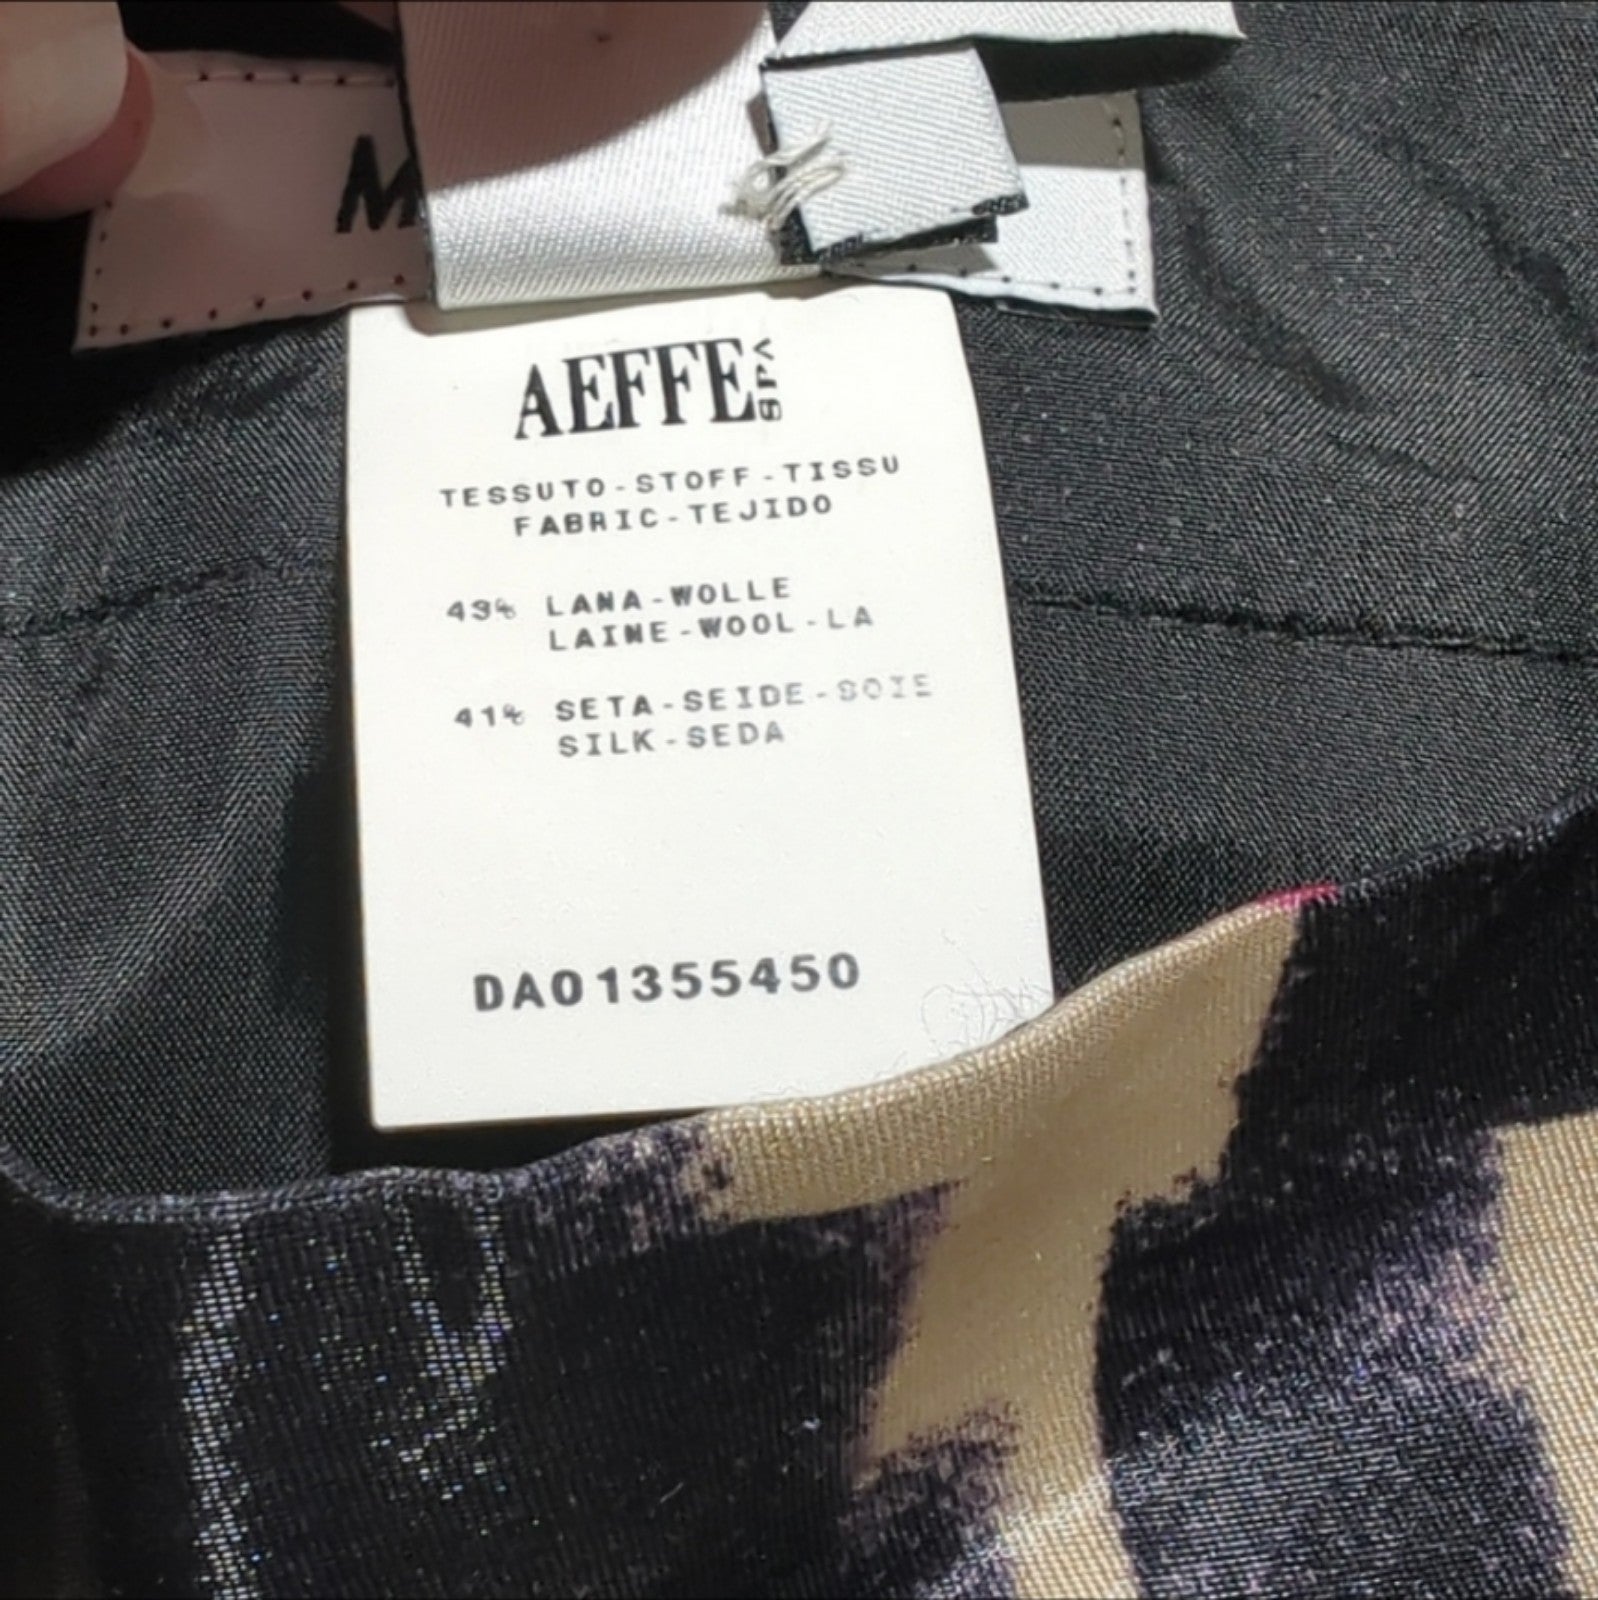 M
AEFFE SPA
TESSUTO-STOFF-TISSU
FABRIC-TEJIDO
49% LANA-WOLLE
LAINE-WOOL-LA
41% SETA-SEIDE-SOIE
SILK-SEDA
DA01355450